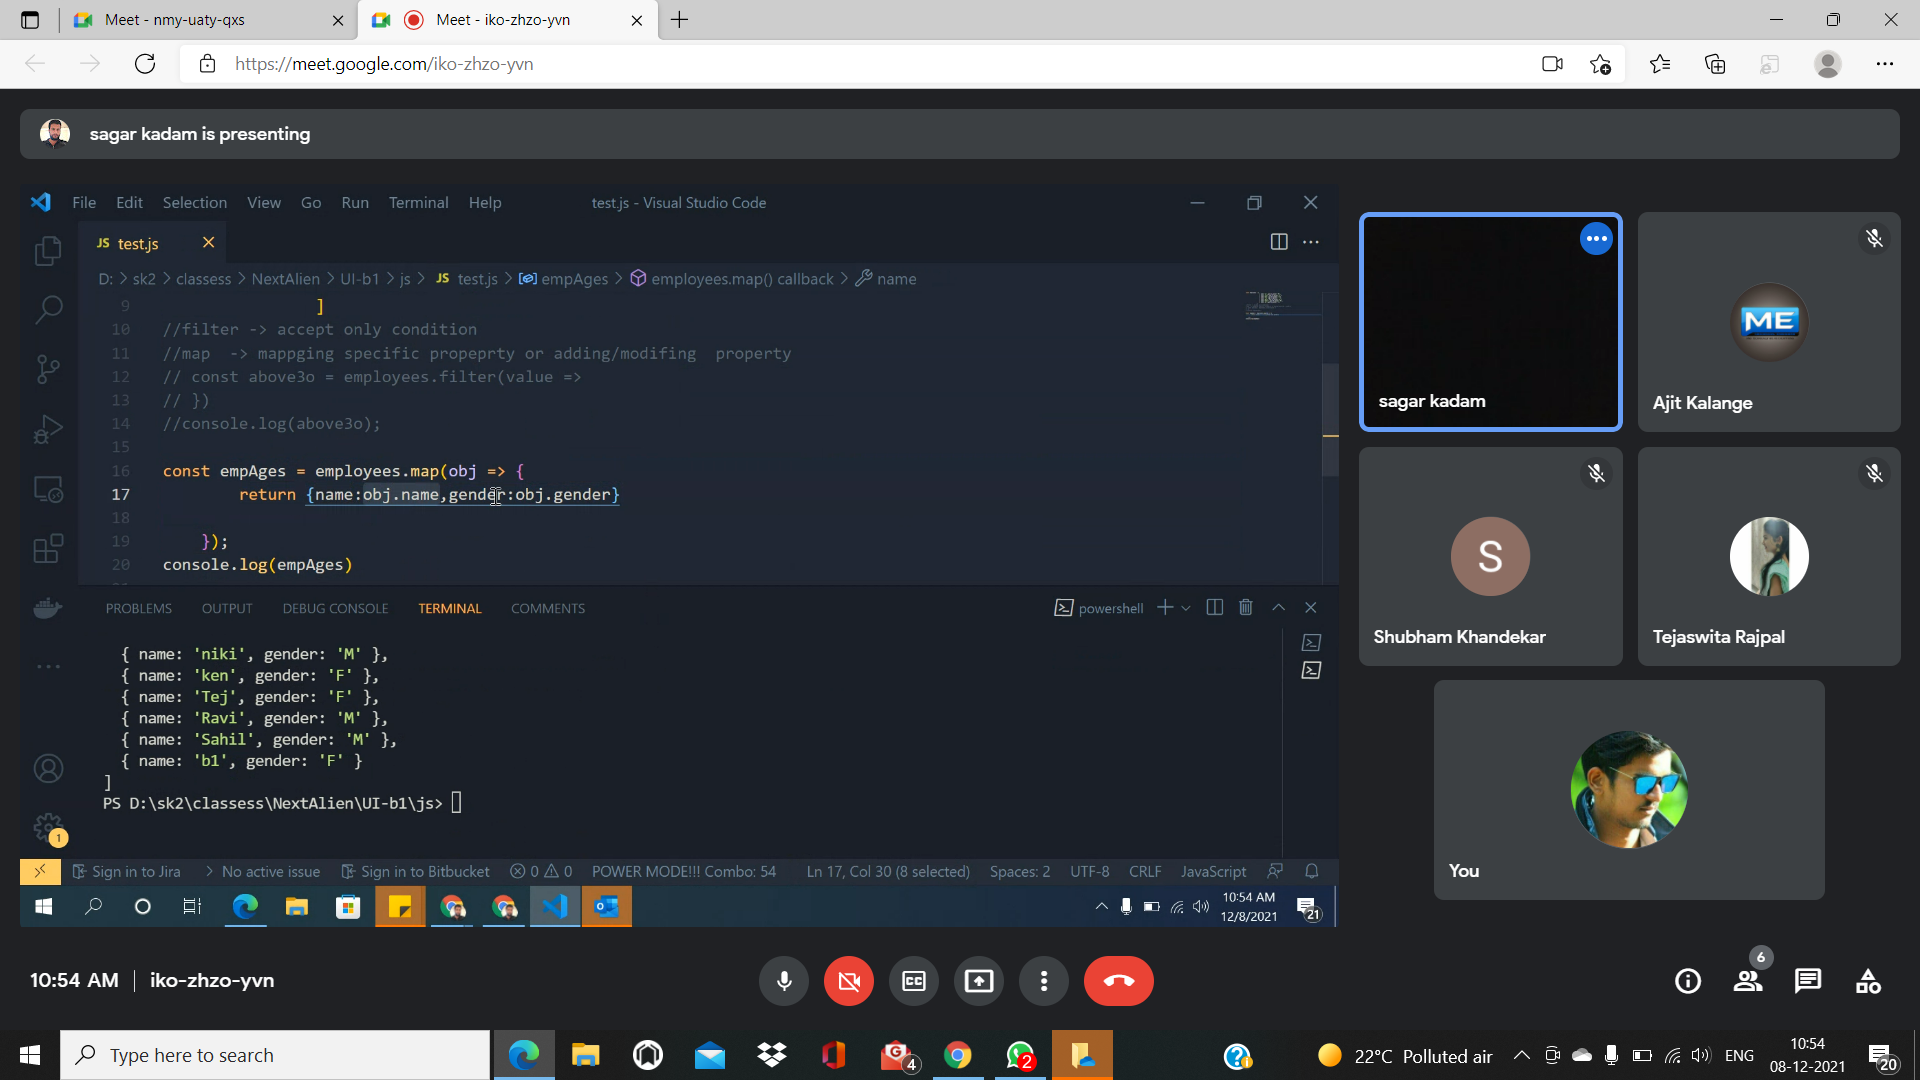 Meet - nmy-uaty-qxs
Meet - iko-zhzo-yvn
https://meet.google.com/iko-zhzo-yvn
sagar kadam is presenting
File Edit Selection View Go Run Terminal Help
test.js - Visual Studio Code
JS test.js
D: > sk2 > classess > NextAlien > UI-b1 > js > JS test.js > empAges > employees.map() callback > name
9 ]
10 //filter -> accept only condition
11 //map -> mappging specific propeprty or adding/modifing property
12 // const above3o = employees.filter(value =>
13 // })
14 //console.log(above3o);
15
16 const empAges = employees.map(obj => {
17 return {name:obj.name,gender:obj.gender}
18
19 });
20 console.log(empAges)
PROBLEMS OUTPUT DEBUG CONSOLE TERMINAL COMMENTS
powershell
{ name: 'niki', gender: 'M' },
{ name: 'ken', gender: 'F' },
{ name: 'Tej', gender: 'F' },
{ name: 'Ravi', gender: 'M' },
{ name: 'Sahil', gender: 'M' },
{ name: 'b1', gender: 'F' }
]
PS D:\sk2\classess\NextAlien\UI-b1\js>
1
Sign in to Jira > No active issue Sign in to Bitbucket 0 0 POWER MODE!!! Combo: 54 Ln 17, Col 30 (8 selected) Spaces: 2 UTF-8 CRLF JavaScript
10:54 AM
12/8/2021
21
sagar kadam
ME
Ajit Kalange
S
Shubham Khandekar
Tejaswita Rajpal
You
10:54 AM | iko-zhzo-yvn
CC
6
Type here to search
4
2
22°C Polluted air
ENG
10:54
08-12-2021
20